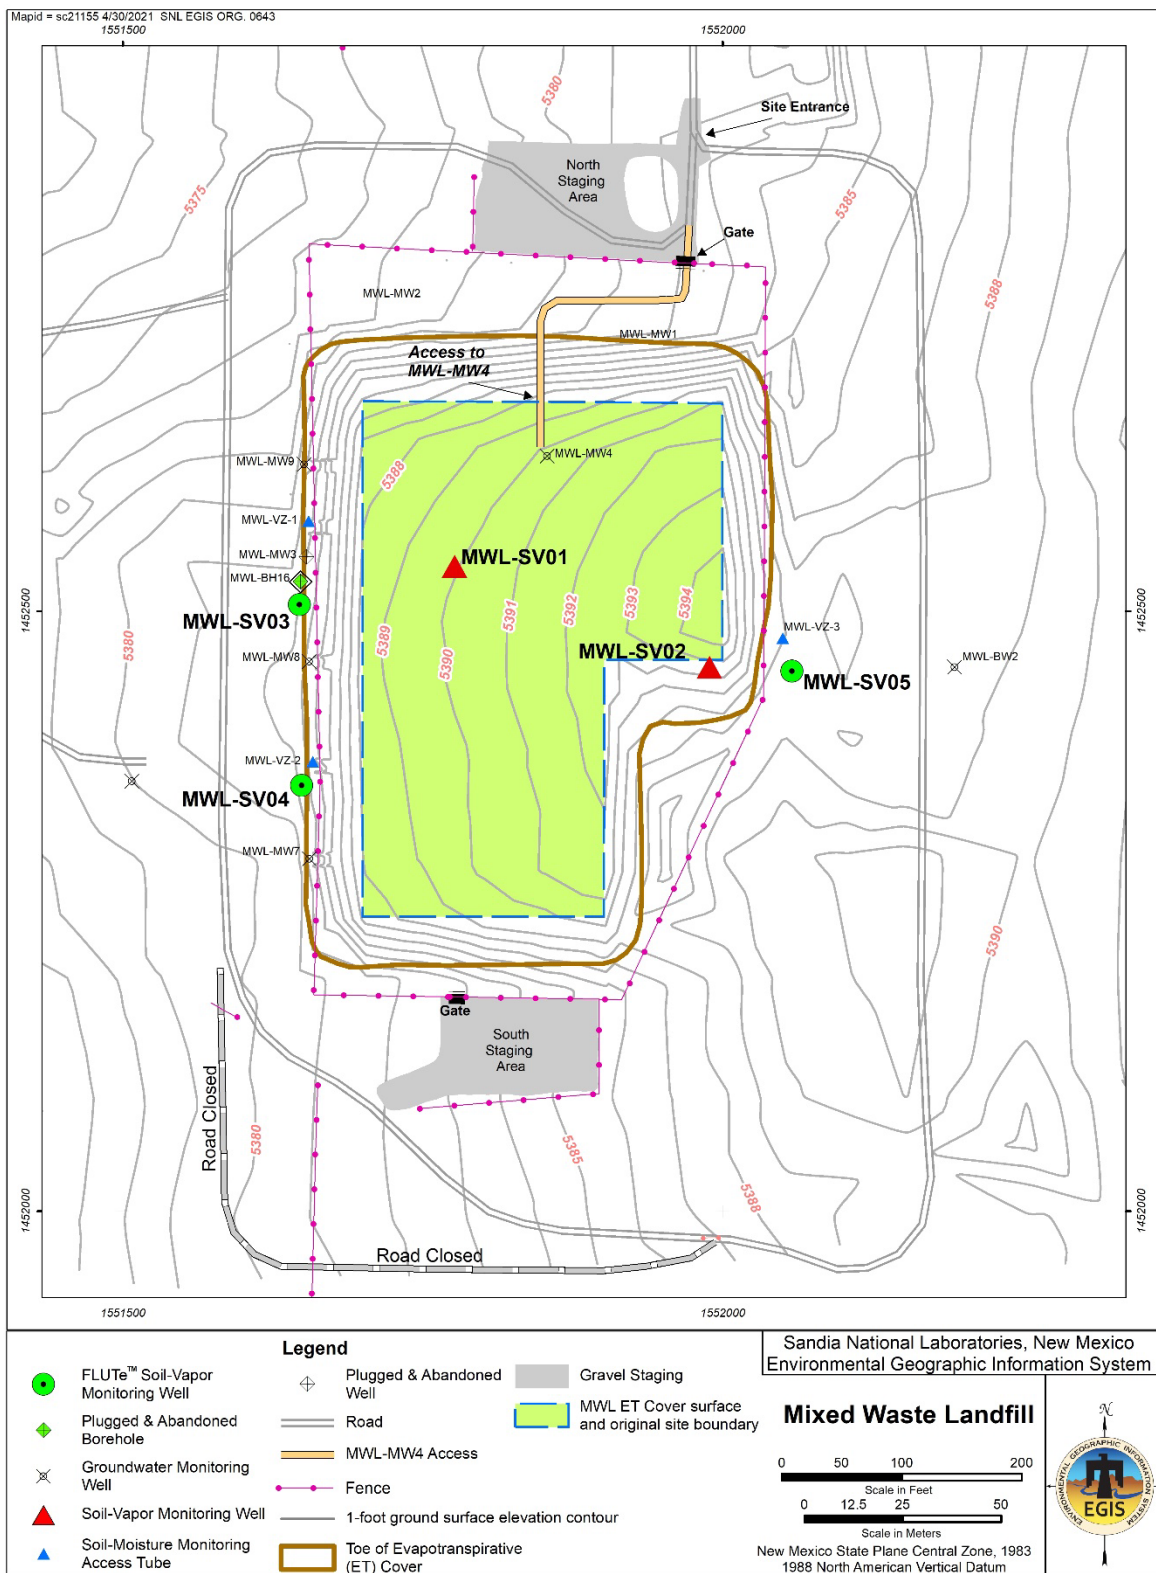 Mapid = sc21155 4/30/2021 SNL EGIS ORG. 0643
1551500
1552000
5380
Site Entrance
North
Staging
Area
5375
5385
Gate
5388
MWL-MW2
MWL-MW1
Access to
MWL-MW4
MWL-MW4
MWL-MW9
5388
MWL-VZ-1
MWL-MW3
MWL-SV01
MWL-BH16
1452500
5380
MWL-SV03
5389
5390
5391
5392
5393
5394
1452500
MWL-VZ-3
MWL-MW8
MWL-SV02
MWL-SV05
MWL-BW2
MWL-VZ-2
MWL-SV04
MWL-MW7
5390
Gate
South
Staging
Area
Road Closed
5380
5385
5388
1452000
1452000
Road Closed
1551500
1552000
Legend
FLUTe™ Soil-Vapor
Monitoring Well
Plugged & Abandoned
Borehole
Groundwater Monitoring
Well
Soil-Vapor Monitoring Well
Soil-Moisture Monitoring
Access Tube
Plugged & Abandoned
Well
Road
MWL-MW4 Access
Fence
1-foot ground surface elevation contour
Toe of Evapotranspirative
(ET) Cover
Gravel Staging
MWL ET Cover surface
and original site boundary
Sandia National Laboratories, New Mexico
Environmental Geographic Information System
Mixed Waste Landfill
0 50 100 200
Scale in Feet
0 12.5 25 50
Scale in Meters
New Mexico State Plane Central Zone, 1983
1988 North American Vertical Datum
N
ENVIRONMENTAL GEOGRAPHIC INFORMATION SYSTEM
EGIS